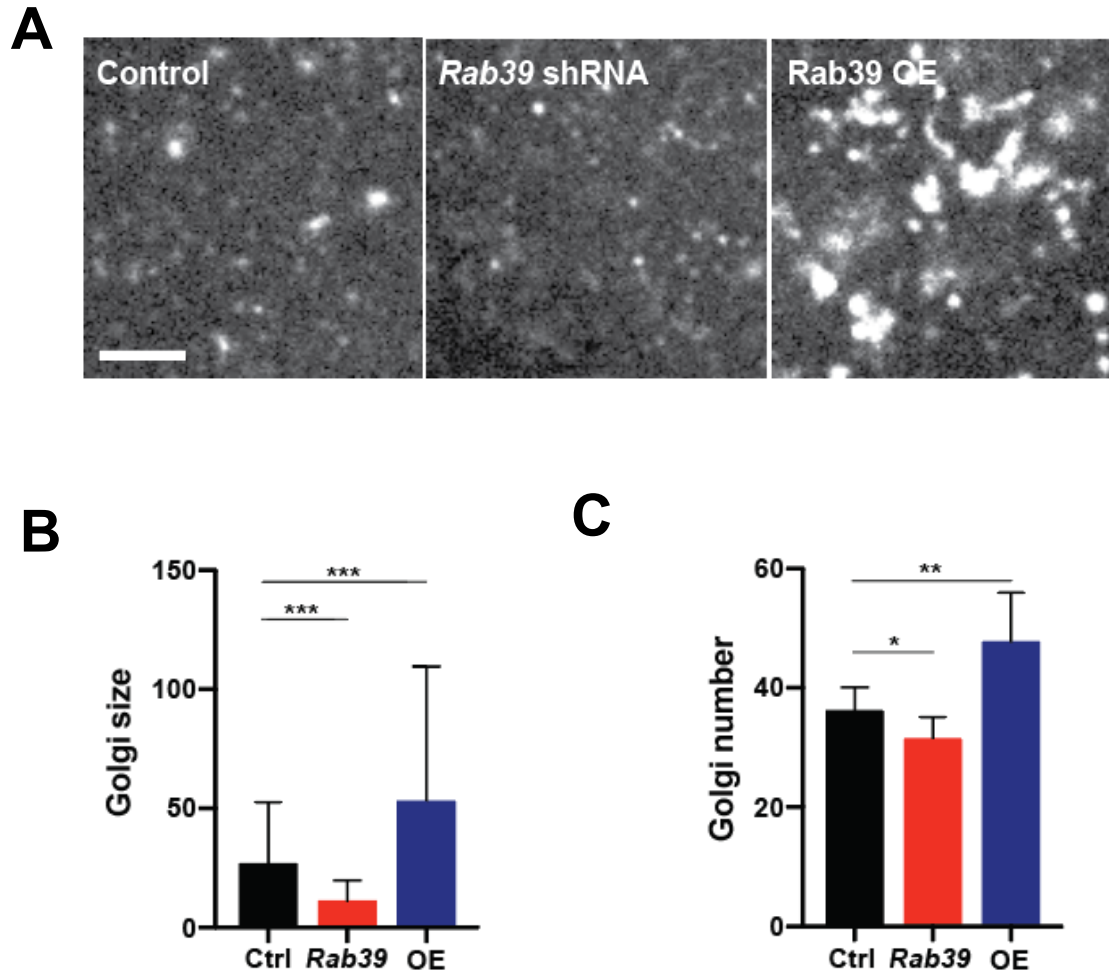 A
Control
Rab39 shRNA
Rab39 OE
B
Golgi size
150
100
50
0
***
***
Ctrl Rab39 OE
C
Golgi number
60
40
20
0
**
*
Ctrl Rab39 OE